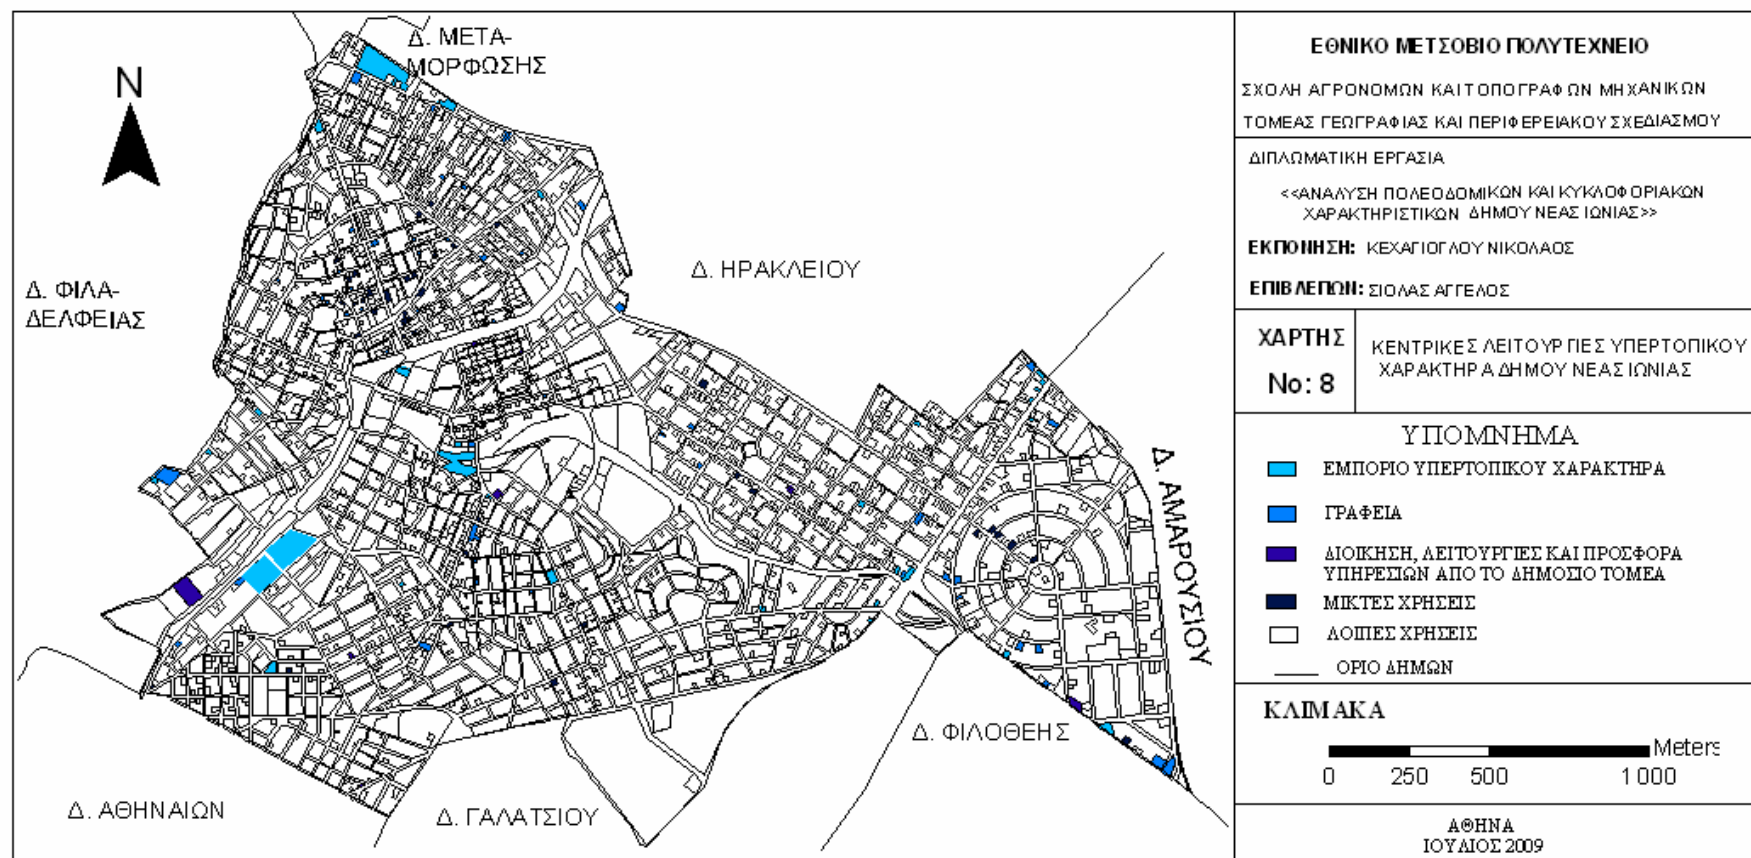 Δ. ΜΕΤΑ-
ΜΟΡΦΩΣΗΣ
N
Δ. ΦΙΛΑ-
ΔΕΛΦΕΙΑΣ
Δ. ΗΡΑΚΛΕΙΟΥ
Δ. ΑΜΑΡΟΥΣΙΟΥ
Δ. ΦΙΛΟΘΕΗΣ
Δ. ΑΘΗΝΑΙΩΝ
Δ. ΓΑΛΑΤΣΙΟΥ
ΕΘΝΙΚΟ ΜΕΤΣΟΒΙΟ ΠΟΛΥΤΕΧΝΕΙΟ
ΣΧΟΛΗ ΑΓΡΟΝΟΜΩΝ ΚΑΙ ΤΟΠΟΓΡΑΦΩΝ ΜΗΧΑΝΙΚΩΝ
ΤΟΜΕΑΣ ΓΕΩΓΡΑΦΙΑΣ ΚΑΙ ΠΕΡΙΦΕΡΕΙΑΚΟΥ ΣΧΕΔΙΑΣΜΟΥ
ΔΙΠΛΩΜΑΤΙΚΗ ΕΡΓΑΣΙΑ
<<ΑΝΑΛΥΣΗ ΠΟΛΕΟΔΟΜΙΚΩΝ ΚΑΙ ΚΥΚΛΟΦΟΡΙΑΚΩΝ
ΧΑΡΑΚΤΗΡΙΣΤΙΚΩΝ ΔΗΜΟΥ ΝΕΑΣ ΙΩΝΙΑΣ>>
ΕΚΠΟΝΗΣΗ: ΚΕΧΑΓΙΟΓΛΟΥ ΝΙΚΟΛΑΟΣ
ΕΠΙΒΛΕΠΩΝ: ΣΙΟΛΑΣ ΑΓΓΕΛΟΣ
ΧΑΡΤΗΣ
No: 8
ΚΕΝΤΡΙΚΕΣ ΛΕΙΤΟΥΡΓΙΕΣ ΥΠΕΡΤΟΠΙΚΟΥ
ΧΑΡΑΚΤΗΡΑ ΔΗΜΟΥ ΝΕΑΣ ΙΩΝΙΑΣ
ΥΠΟΜΝΗΜΑ
ΕΜΠΟΡΙΟ ΥΠΕΡΤΟΠΙΚΟΥ ΧΑΡΑΚΤΗΡΑ
ΓΡΑΦΕΙΑ
ΔΙΟΙΚΗΣΗ, ΛΕΙΤΟΥΡΓΙΕΣ ΚΑΙ ΠΡΟΣΦΟΡΑ
ΥΠΗΡΕΣΙΩΝ ΑΠΟ ΤΟ ΔΗΜΟΣΙΟ ΤΟΜΕΑ
ΜΙΚΤΕΣ ΧΡΗΣΕΙΣ
ΛΟΙΠΕΣ ΧΡΗΣΕΙΣ
ΟΡΙΟ ΔΗΜΩΝ
ΚΛΙΜΑΚΑ
Meters
0 250 500 1 000
ΑΘΗΝΑ
ΙΟΥΛΙΟΣ 2009